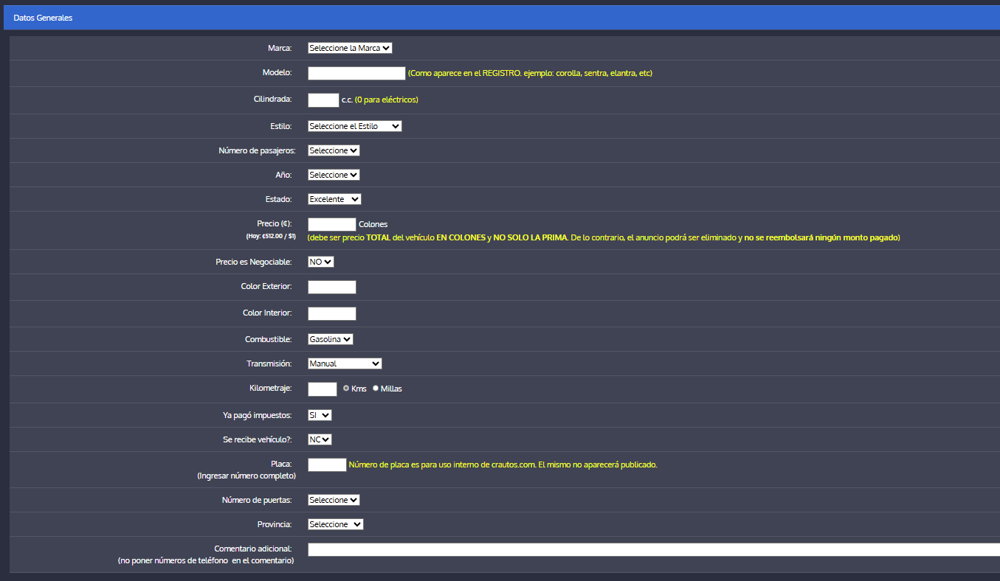 Datos Generales
Marca: Seleccione la Marca
Modelo: (Como aparece en el REGISTRO. ejemplo: corolla, sentra, elantra, etc)
Cilindrada: c.c. (0 para eléctricos)
Estilo: Seleccione el Estilo
Número de pasajeros: Seleccione
Año: Seleccione
Estado: Excelente
Precio (¢): Colones
(Hoy: ¢512.00 / $1) (debe ser precio TOTAL del vehículo EN COLONES y NO SOLO LA PRIMA. De lo contrario, el anuncio podrá ser eliminado y no se reembolsará ningún monto pagado)
Precio es Negociable: NO
Color Exterior:
Color Interior:
Combustible: Gasolina
Transmisión: Manual
Kilometraje: Kms Millas
Ya pagó impuestos: SI
Se recibe vehículo?: NO
Placa: Número de placa es para uso interno de crautos.com. El mismo no aparecerá publicado.
(Ingresar número completo)
Número de puertas: Seleccione
Provincia: Seleccione
Comentario adicional:
(no poner números de teléfono en el comentario)